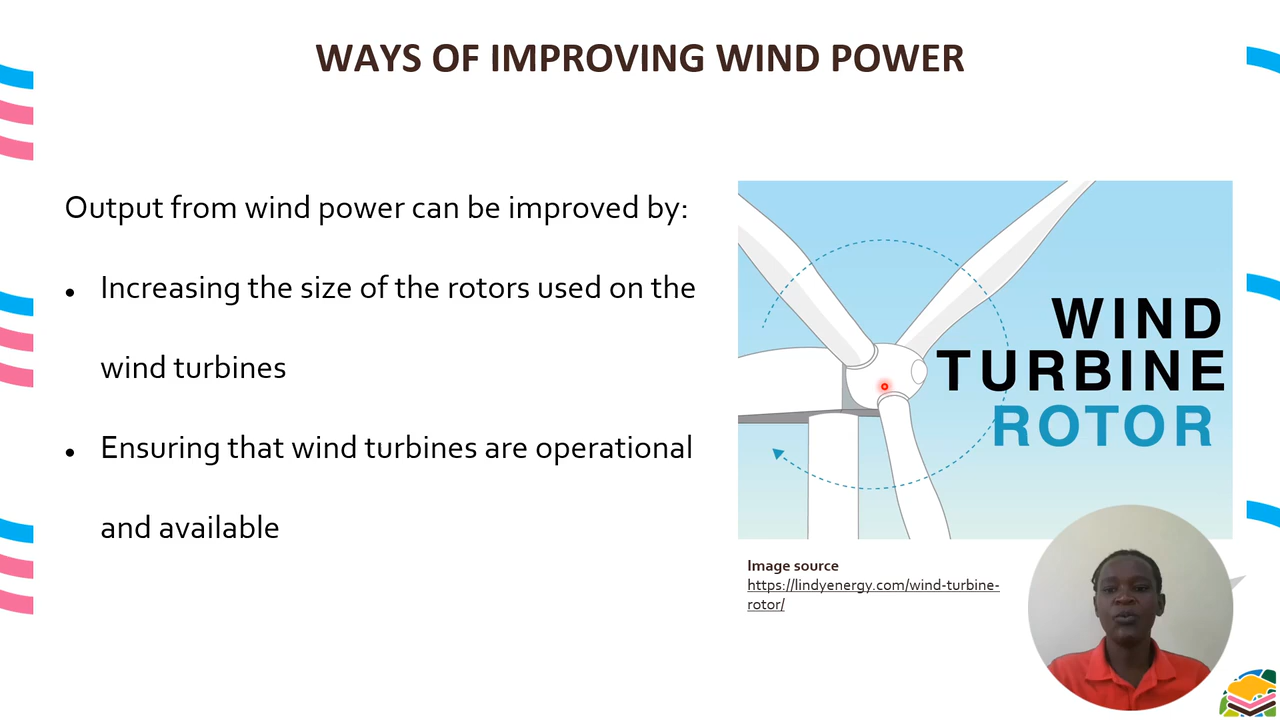 WAYS OF IMPROVING WIND POWER
Output from wind power can be improved by:
● Increasing the size of the rotors used on the
wind turbines
● Ensuring that wind turbines are operational
and available
WIND
TURBINE
ROTOR
Image source
https://lindyenergy.com/wind-turbine-
rotor/